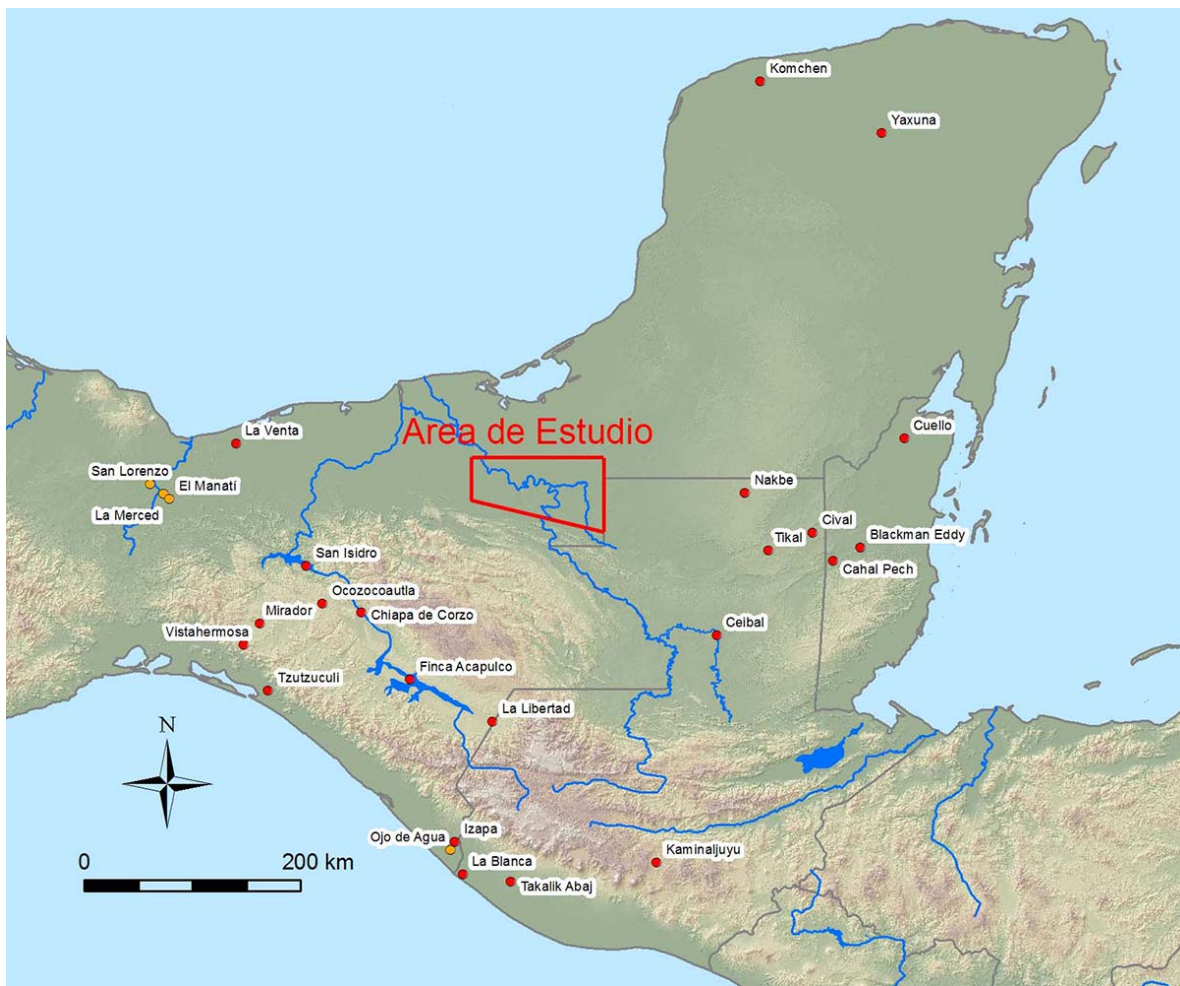 Komchen
Yaxuna
La Venta
Area de Estudio
Cuello
San Lorenzo
El Manatí
La Merced
Nakbe
Cival
Tikal
Blackman Eddy
Cahal Pech
San Isidro
Ocozocoautla
Mirador
Chiapa de Corzo
Vistahermosa
Ceibal
Tzutzuculi
Finca Acapulco
La Libertad
N
Ojo de Agua
Izapa
Kaminaljuyu
0 200 km
La Blanca
Takalik Abaj